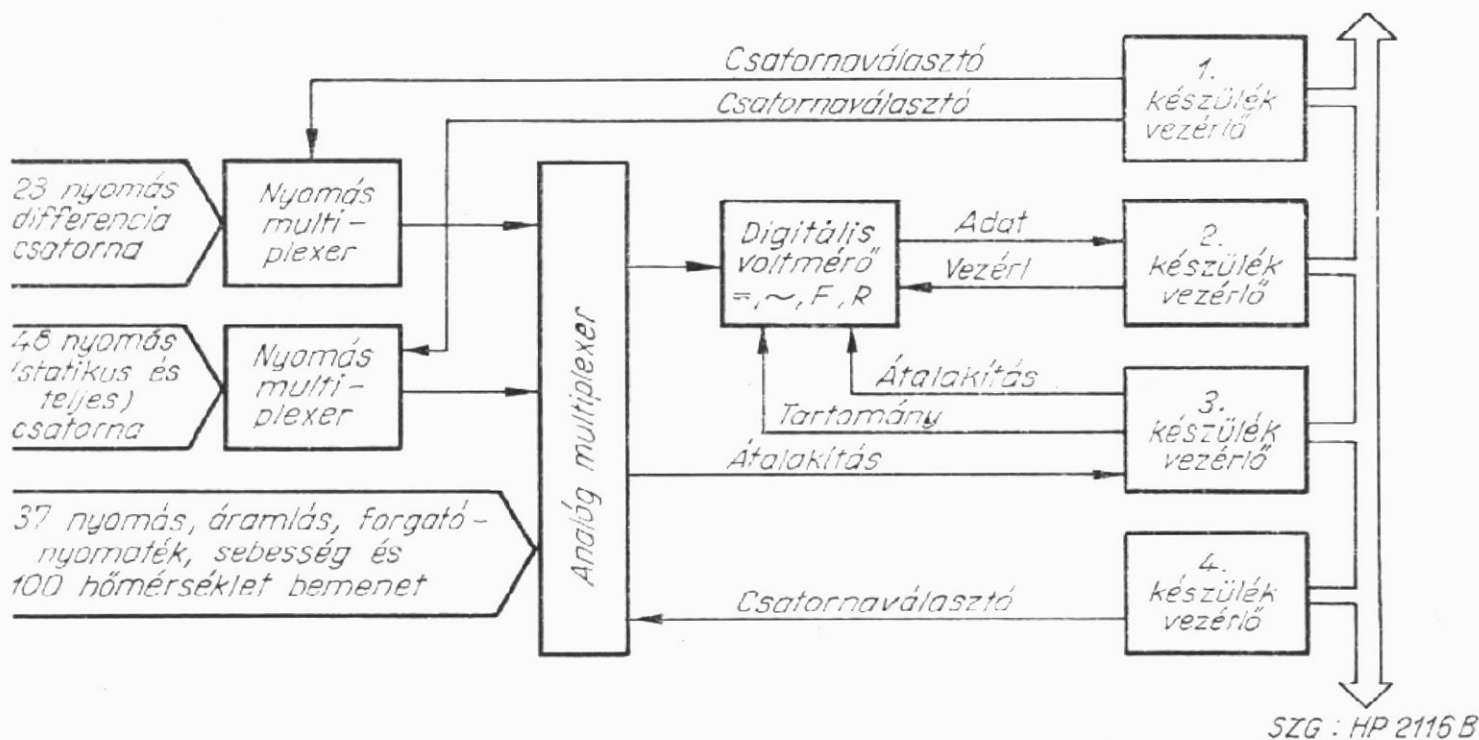 Csatornaválasztó
Csatornaválasztó
1.
készülék
vezérlő
23 nyomás
differencia
csatorna
Nyomás
multi-
plexer
48 nyomás
(statikus és
teljes)
csatorna
Nyomás
multi-
plexer
37 nyomás, áramlás, forgató-
nyomaték, sebesség és
100 hőmérséklet bemenet
Analóg multiplexer
Digitális
voltmérő
=, ~, F, R
Adat
Vezérl
2.
készülék
vezérlő
Átalakítás
Tartomány
Átalakítás
3.
készülék
vezérlő
Csatornaválasztó
4.
készülék
vezérlő
SZG : HP 2116 B